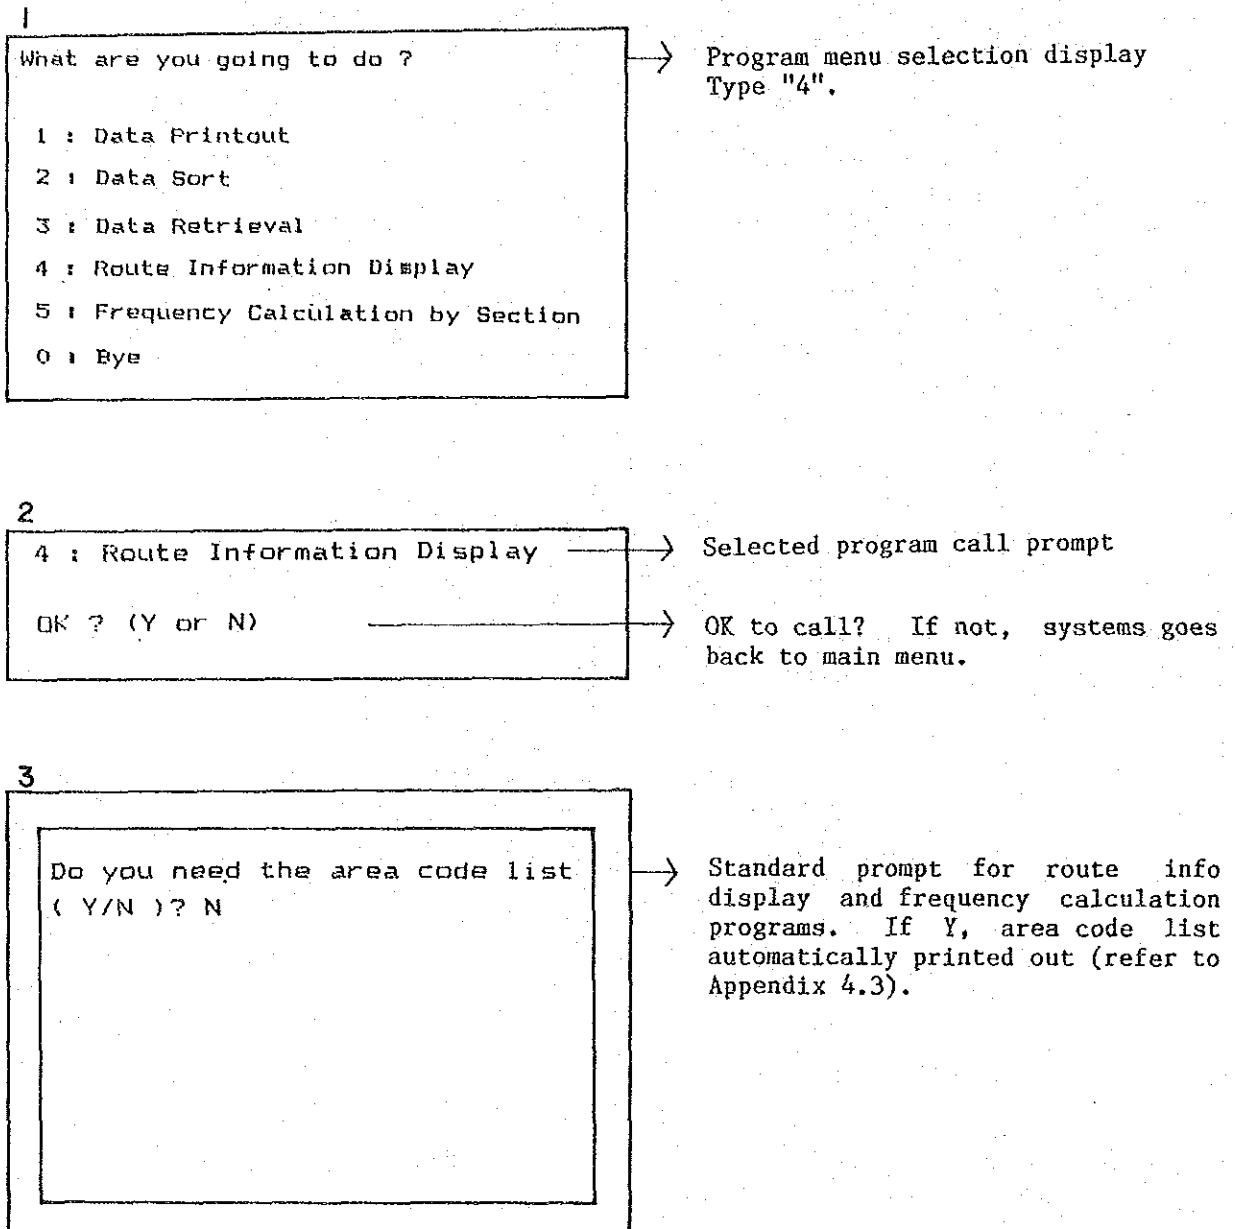 1
What are you going to do ?
Program menu selection display
Type "4".
1 : Data Printout
2 : Data Sort
3 : Data Retrieval
4 : Route Information Display
5 : Frequency Calculation by Section
0 : Bye
2
4 : Route Information Display
Selected program call prompt
OK ? (Y or N)
OK to call? If not, systems goes
back to main menu.
3
Do you need the area code list
( Y/N )? N
Standard prompt for route info
display and frequency calculation
programs. If Y, area code list
automatically printed out (refer to
Appendix 4.3).